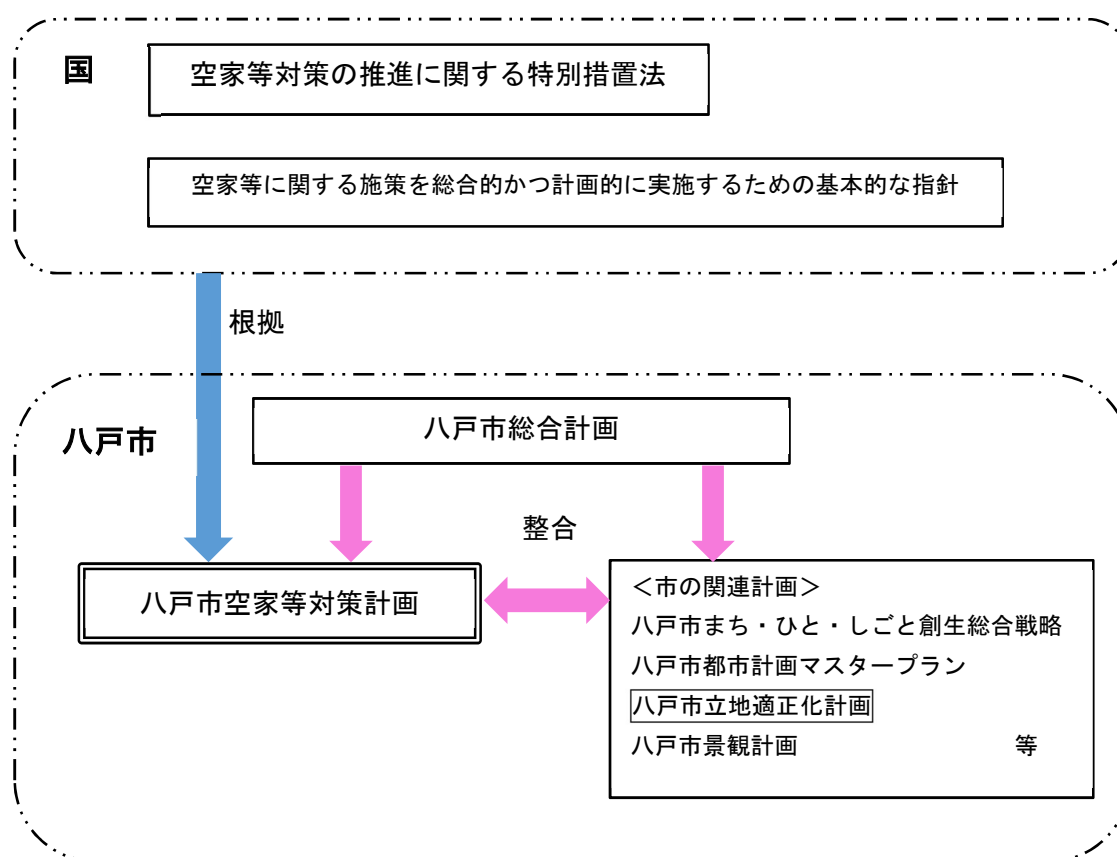 国
空家等対策の推進に関する特別措置法
空家等に関する施策を総合的かつ計画的に実施するための基本的な指針
根拠
八戸市
八戸市総合計画
整合
八戸市空家等対策計画
＜市の関連計画＞
八戸市まち・ひと・しごと創生総合戦略
八戸市都市計画マスタープラン
八戸市立地適正化計画
八戸市景観計画　　　　　　　　等